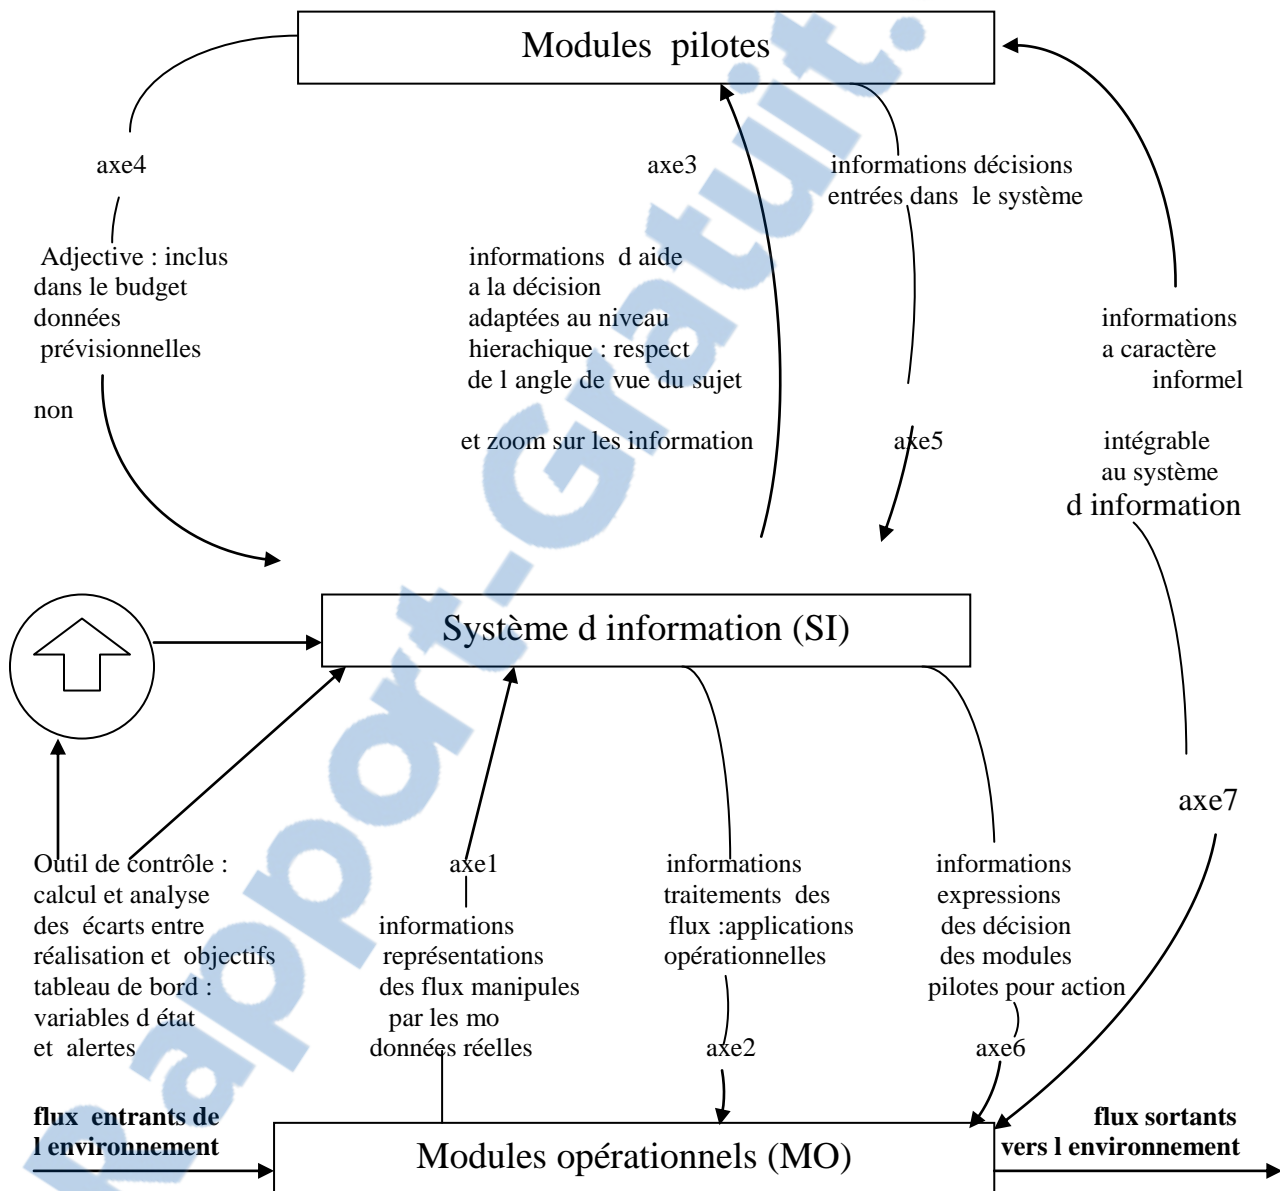 Modules pilotes
axe4
axe3
informations décisions
entrées dans le système
Adjective : inclus
dans le budget
données
prévisionnelles
non
informations d aide
a la décision
adaptées au niveau
hierachique : respect
de l angle de vue du sujet
et zoom sur les information
axe5
informations
a caractère
informel
intégrable
au système
d information
Système d information (SI)
axe7
Outil de contrôle :
calcul et analyse
des écarts entre
réalisation et objectifs
tableau de bord :
variables d état
et alertes
axe1
informations
représentations
des flux manipules
par les mo
données réelles
informations
traitements des
flux :applications
opérationnelles
axe2
informations
expressions
des décision
des modules
pilotes pour action
axe6
flux entrants de
l environnement
Modules opérationnels (MO)
flux sortants
vers l environnement
Rapport-Gratuit.